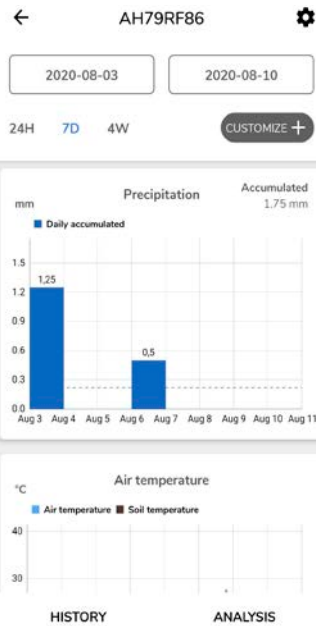 AH79RF86
2020-08-03 2020-08-10
24H 7D 4W CUSTOMIZE +
Precipitation Accumulated
mm 1.75 mm
Daily accumulated
1.5
1,25
1.2
0.9
0.6 0,5
0.3
0.0
Aug 3 Aug 4 Aug 5 Aug 6 Aug 7 Aug 8 Aug 9 Aug 10 Aug 11
Air temperature
°C
Air temperature Soil temperature
40
30
HISTORY ANALYSIS